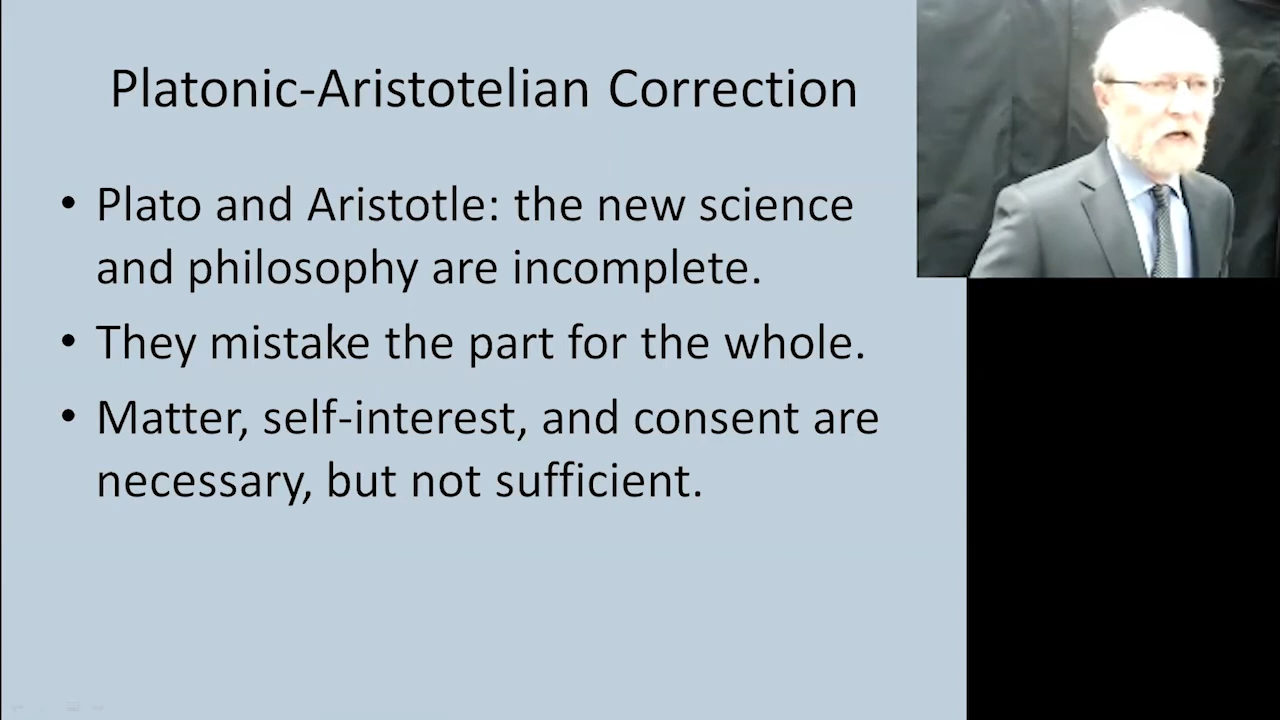 Platonic-Aristotelian Correction
• Plato and Aristotle: the new science
and philosophy are incomplete.
• They mistake the part for the whole.
• Matter, self-interest, and consent are
necessary, but not sufficient.